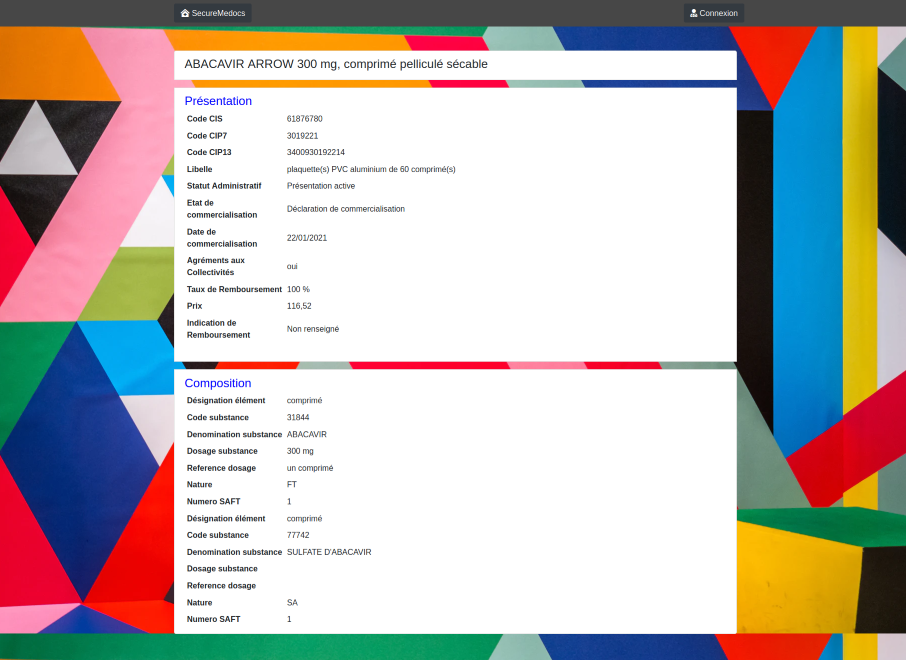 SecureMedocs Connexion
ABACAVIR ARROW 300 mg, comprimé pelliculé sécable
Présentation
Code CIS 61876780
Code CIP7 3019221
Code CIP13 3400930192214
Libelle plaquette(s) PVC aluminium de 60 comprimé(s)
Statut Administratif Présentation active
Etat de
commercialisation Déclaration de commercialisation
Date de
commercialisation 22/01/2021
Agréments aux
Collectivités oui
Taux de Remboursement 100 %
Prix 116,52
Indication de
Remboursement Non renseigné
Composition
Désignation élément comprimé
Code substance 31844
Denomination substance ABACAVIR
Dosage substance 300 mg
Reference dosage un comprimé
Nature FT
Numero SAFT 1
Désignation élément comprimé
Code substance 77742
Denomination substance SULFATE D'ABACAVIR
Dosage substance
Reference dosage
Nature SA
Numero SAFT 1